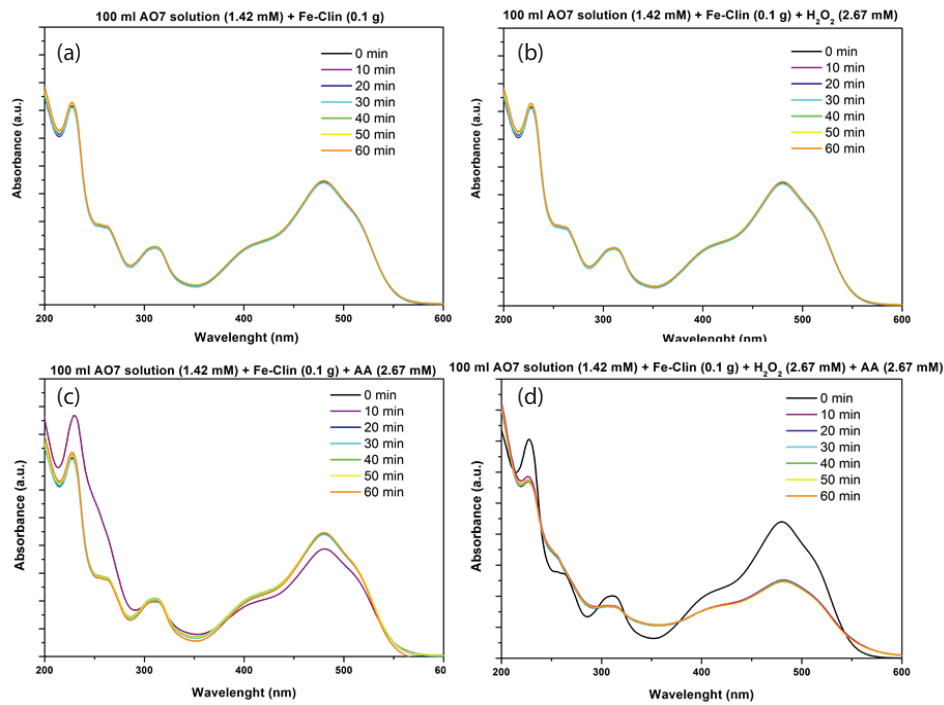 100 ml AO7 solution (1.42 mM) + Fe-Clin (0.1 g)
(a)
0 min
10 min
20 min
30 min
40 min
50 min
60 min
Absorbance (a.u.)
200 300 400 500 600
Wavelenght (nm)
100 ml AO7 solution (1.42 mM) + Fe-Clin (0.1 g) + H₂O₂ (2.67 mM)
(b)
0 min
10 min
20 min
30 min
40 min
50 min
60 min
Absorbance (a.u.)
200 300 400 500 600
Wavelenght (nm)
100 ml AO7 solution (1.42 mM) + Fe-Clin (0.1 g) + AA (2.67 mM)
(c)
0 min
10 min
20 min
30 min
40 min
50 min
60 min
Absorbance (a.u.)
200 300 400 500 600
Wavelenght (nm)
100 ml AO7 solution (1.42 mM) + Fe-Clin (0.1 g) + H₂O₂ (2.67 mM) + AA (2.67 mM)
(d)
0 min
10 min
20 min
30 min
40 min
50 min
60 min
Absorbance (a.u.)
200 300 400 500 600
Wavelenght (nm)